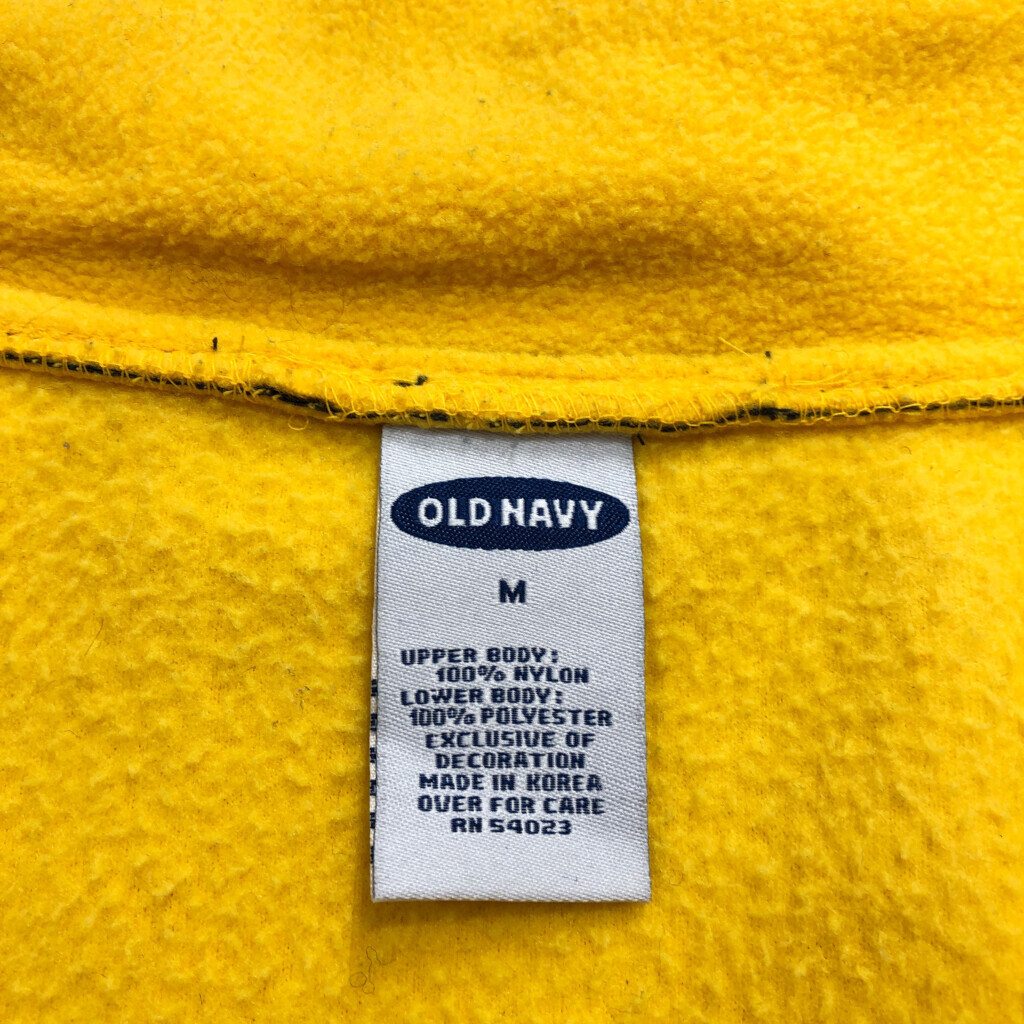 OLD NAVY
M
UPPER BODY:
100% NYLON
LOWER BODY:
100% POLYESTER
EXCLUSIVE OF
DECORATION
MADE IN KOREA
OVER FOR CARE
RN 54023